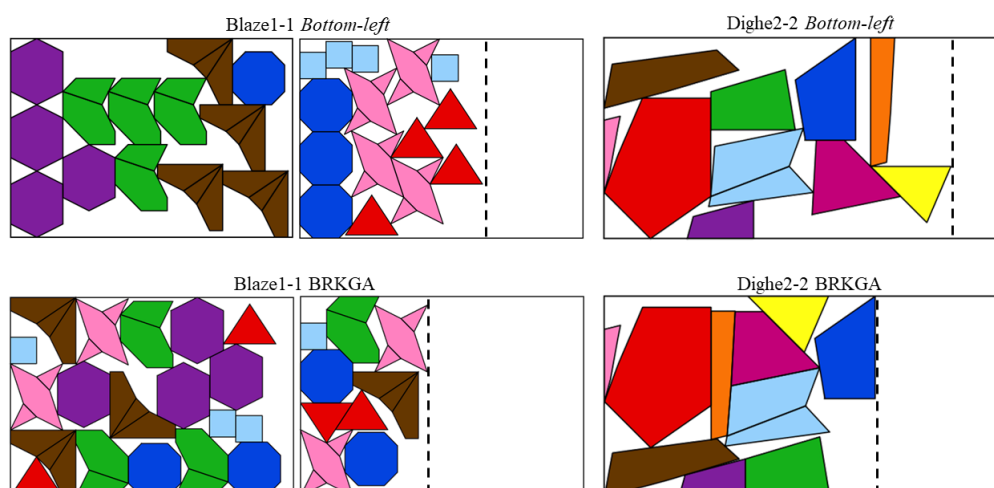 Blaze1-1 Bottom-left
Dighe2-2 Bottom-left
Blaze1-1 BRKGA
Dighe2-2 BRKGA